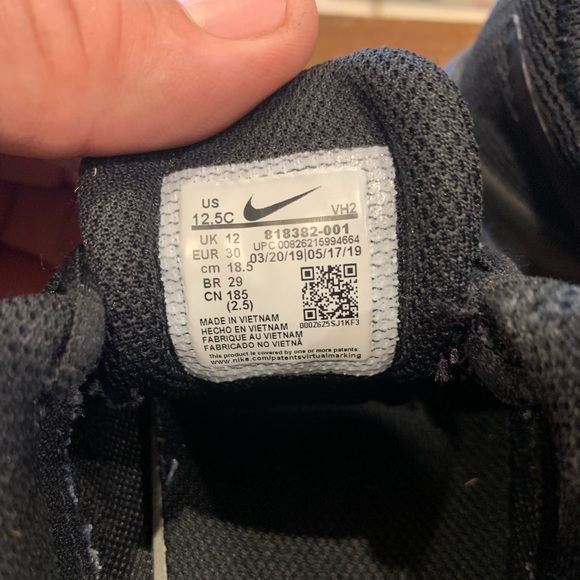 US
12.5C VH2
UK 12 818382-001
EUR 30 UPC 00826215994664
cm 18.5 03/20/19|05/17/19
BR 29
CN 185
(2.5) 000Z6Z5SJ1KF3
MADE IN VIETNAM
HECHO EN VIETNAM
FABRIQUE AU VIETNAM
FABRICADO NO VIETNÃ
This product is covered by one or more patents. See
www.nike.com/patentsvirtualmarking